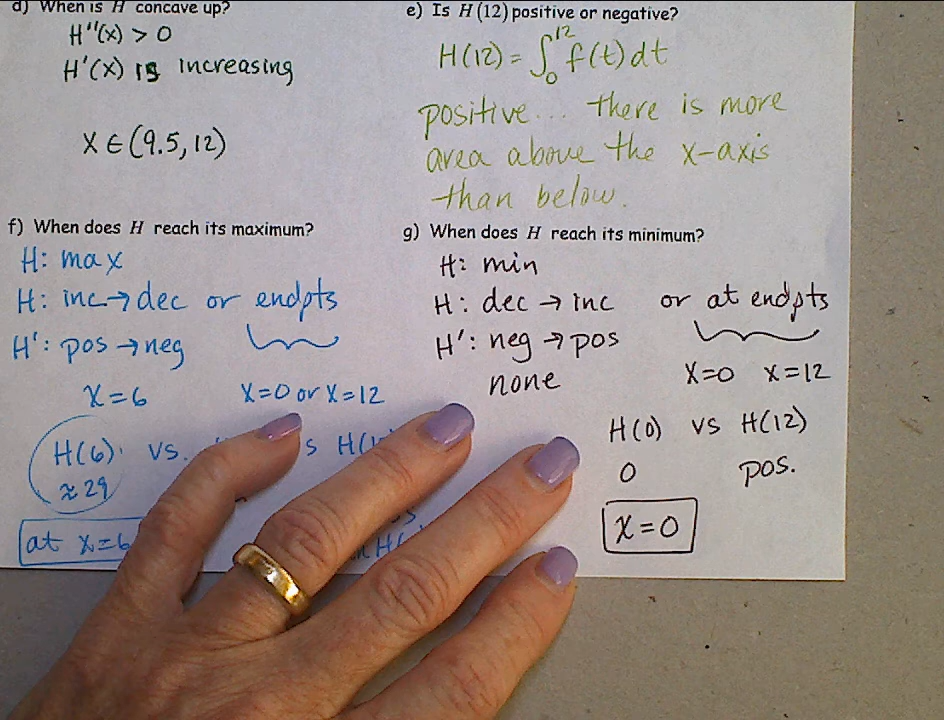 d) When is H concave up?
H''(x) > 0
H'(x) is increasing
x ∈ (9.5, 12)
e) Is H (12) positive or negative?
H(12) = ∫₀¹² f(t) dt
positive... there is more
area above the x-axis
than below.
f) When does H reach its maximum?
H: max
H: inc → dec or endpts
H': pos → neg
x = 6 x = 0 or x = 12
H(6) vs.
≈ 29
at x = 6
g) When does H reach its minimum?
H: min
H: dec → inc or at endpts
H': neg → pos
none x=0 x=12
H(0) vs H(12)
0 pos.
x = 0